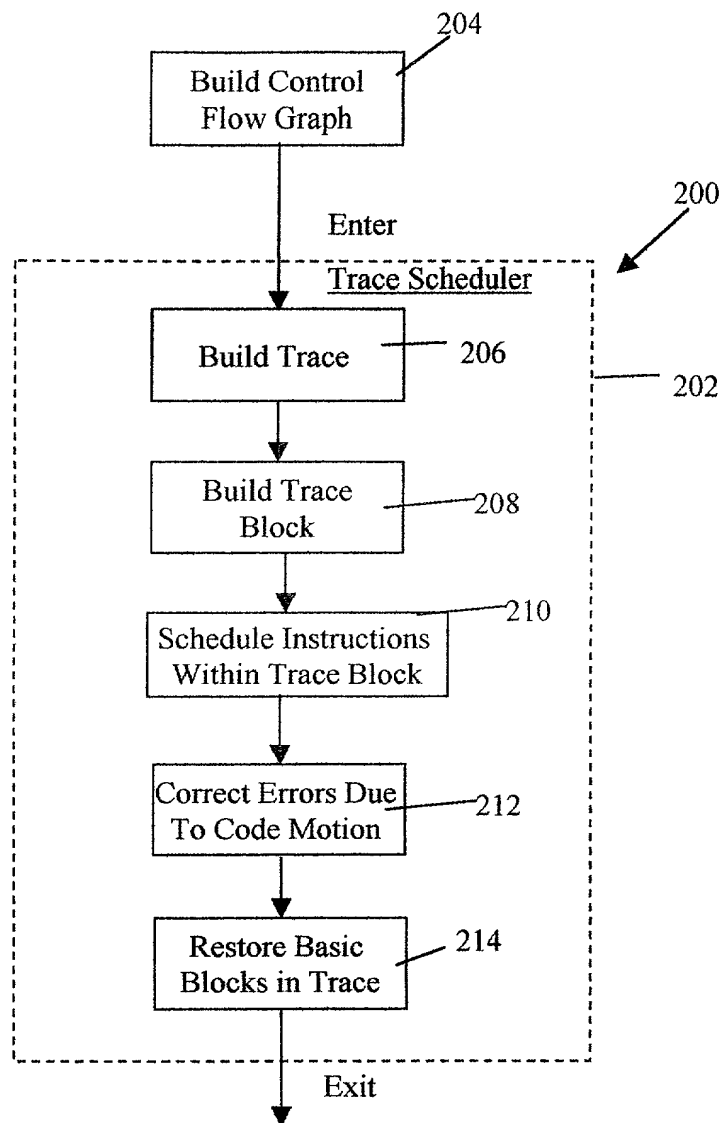 204
Build Control
Flow Graph
200
Enter
Trace Scheduler
Build Trace
206
202
Build Trace
Block
208
210
Schedule Instructions
Within Trace Block
Correct Errors Due
To Code Motion
212
Restore Basic
Blocks in Trace
214
Exit